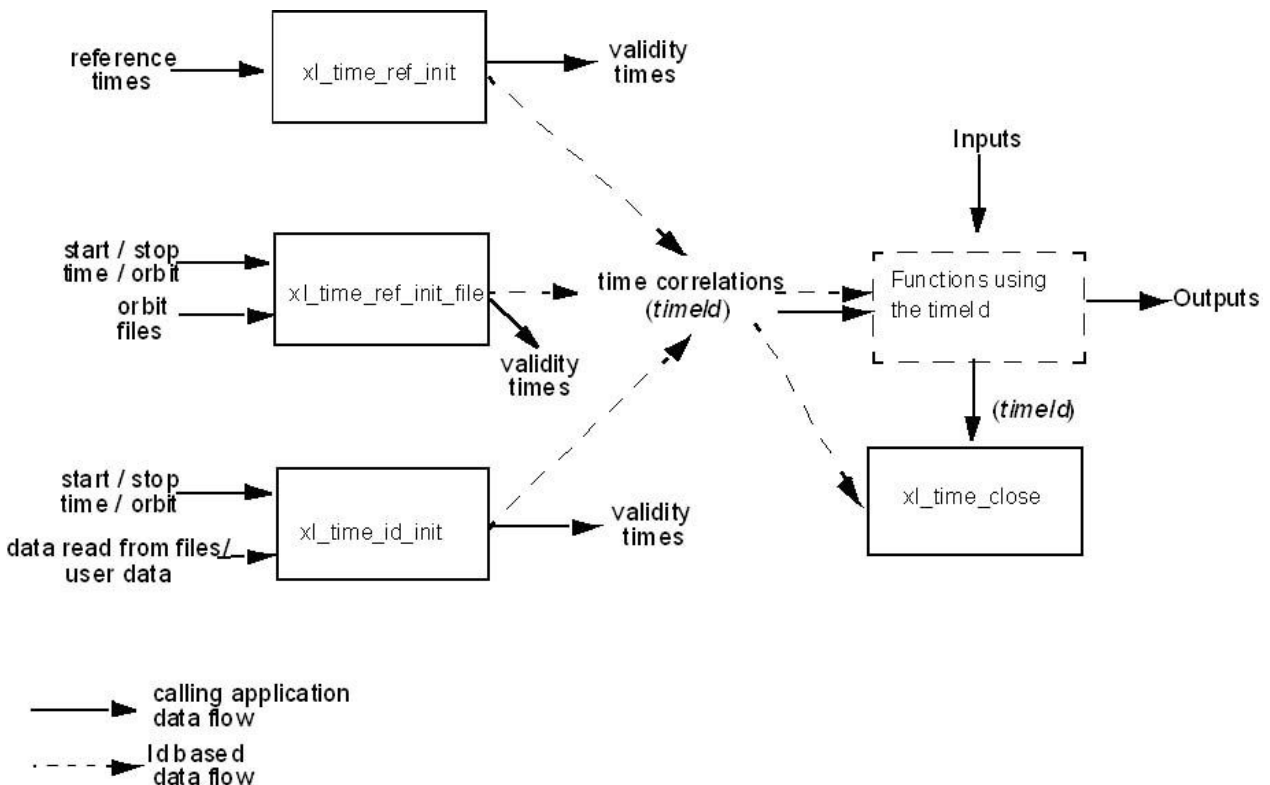 reference
times
xl_time_ref_init
validity
times
Inputs
start / stop
time / orbit
orbit
files
xl_time_ref_init_file
validity
times
time correlations
(timeId)
Functions using
the timeId
Outputs
(timeId)
start / stop
time / orbit
data read from files/
user data
xl_time_id_init
validity
times
xl_time_close
calling application
data flow
Id based
data flow